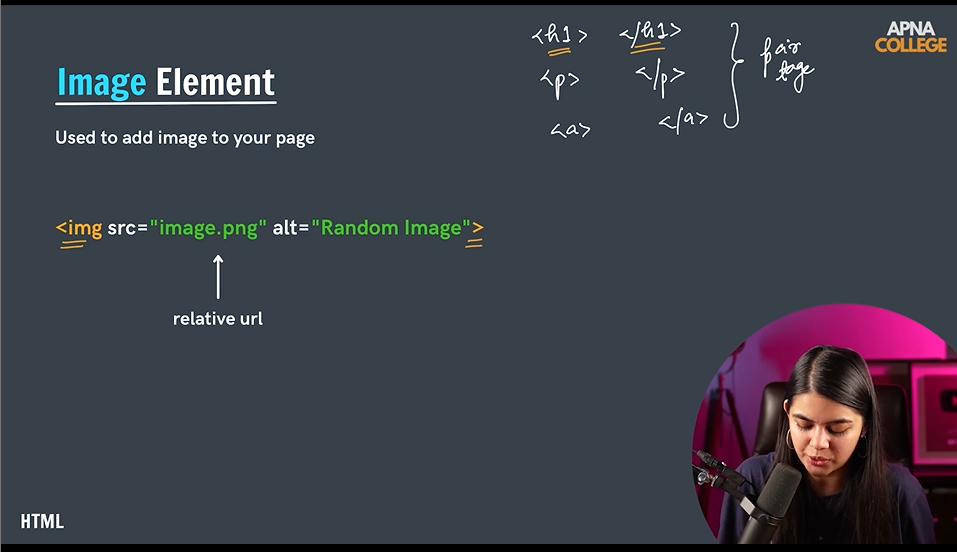 <h1> </h1>
<p> </p>
<a> </a>
pair
tags
APNA
COLLEGE
Image Element
Used to add image to your page
<img src="image.png" alt="Random Image">
relative url
HTML